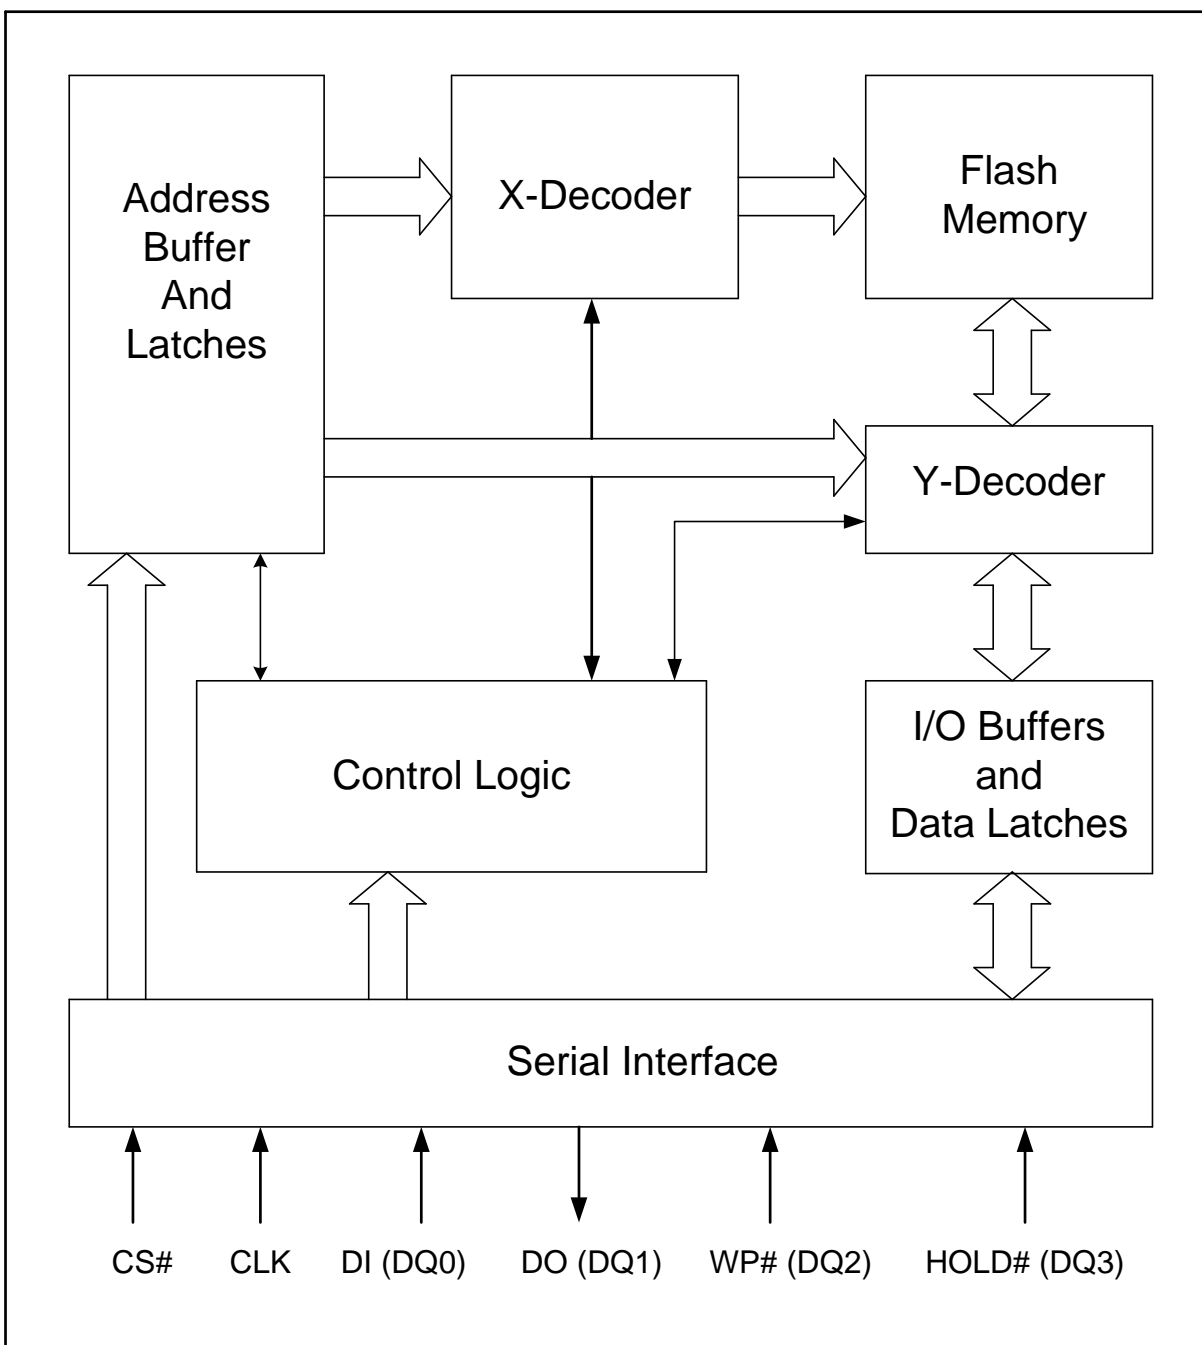 Address
Buffer
And
Latches
X-Decoder
Flash
Memory
Y-Decoder
Control Logic
I/O Buffers
and
Data Latches
Serial Interface
CS#
CLK
DI (DQ0)
DO (DQ1)
WP# (DQ2)
HOLD# (DQ3)